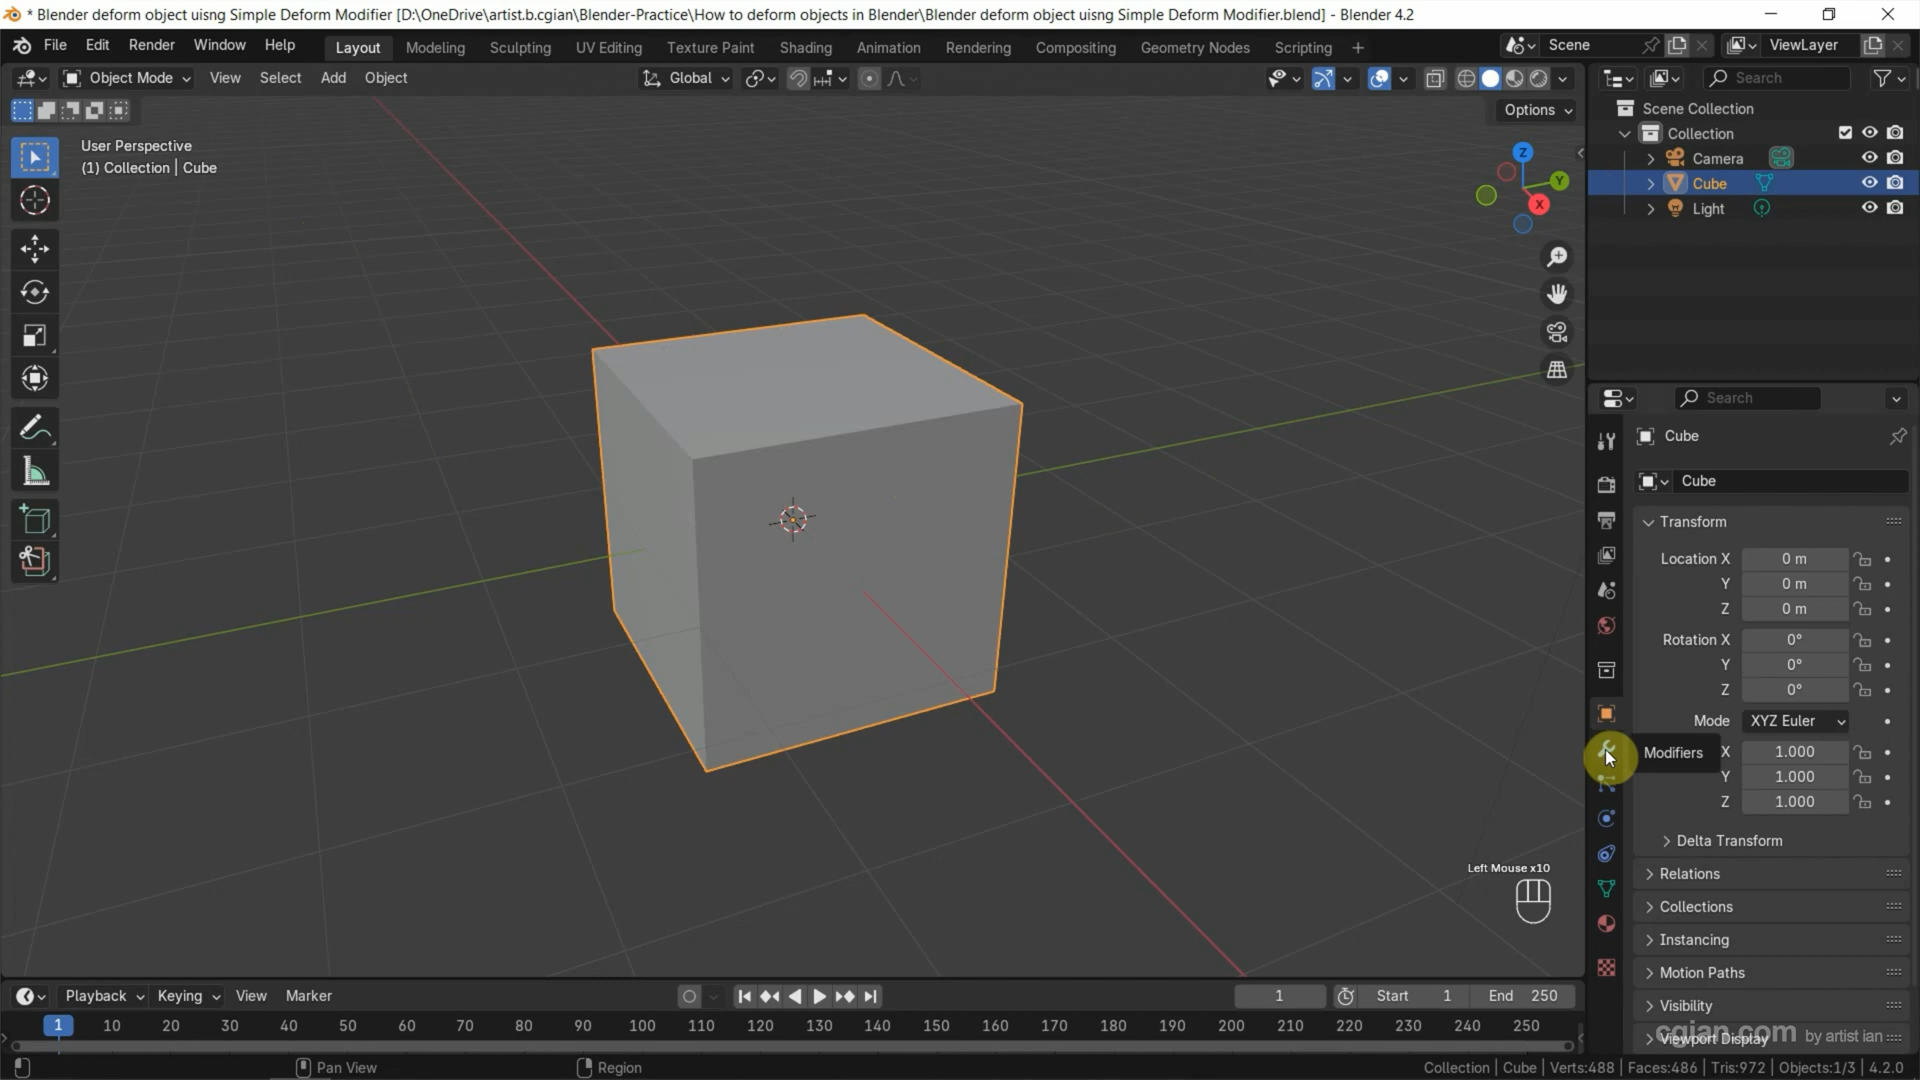 * Blender deform object uisng Simple Deform Modifier [D:\OneDrive\artist.b.cgian\Blender-Practice\How to deform objects in Blender\Blender deform object uisng Simple Deform Modifier.blend] - Blender 4.2
File Edit Render Window Help Layout Modeling Sculpting UV Editing Texture Paint Shading Animation Rendering Compositing Geometry Nodes Scripting + Scene ViewLayer
Object Mode View Select Add Object Global Search
Options
User Perspective
(1) Collection | Cube
Z
Y
X
Scene Collection
Collection
Camera
Cube
Light
Search
Cube
Cube
Transform
Location X 0 m
Y 0 m
Z 0 m
Rotation X 0°
Y 0°
Z 0°
Mode XYZ Euler
Modifiers X 1.000
Y 1.000
Z 1.000
Delta Transform
Relations
Collections
Instancing
Motion Paths
Visibility
Viewport Display
cgian.com by artist ian
Left Mouse x10
Playback Keying View Marker 1 Start 1 End 250
1 10 20 30 40 50 60 70 80 90 100 110 120 130 140 150 160 170 180 190 200 210 220 230 240 250
Pan View Region Collection | Cube | Verts:488 | Faces:486 | Tris:972 | Objects:1/3 | 4.2.0